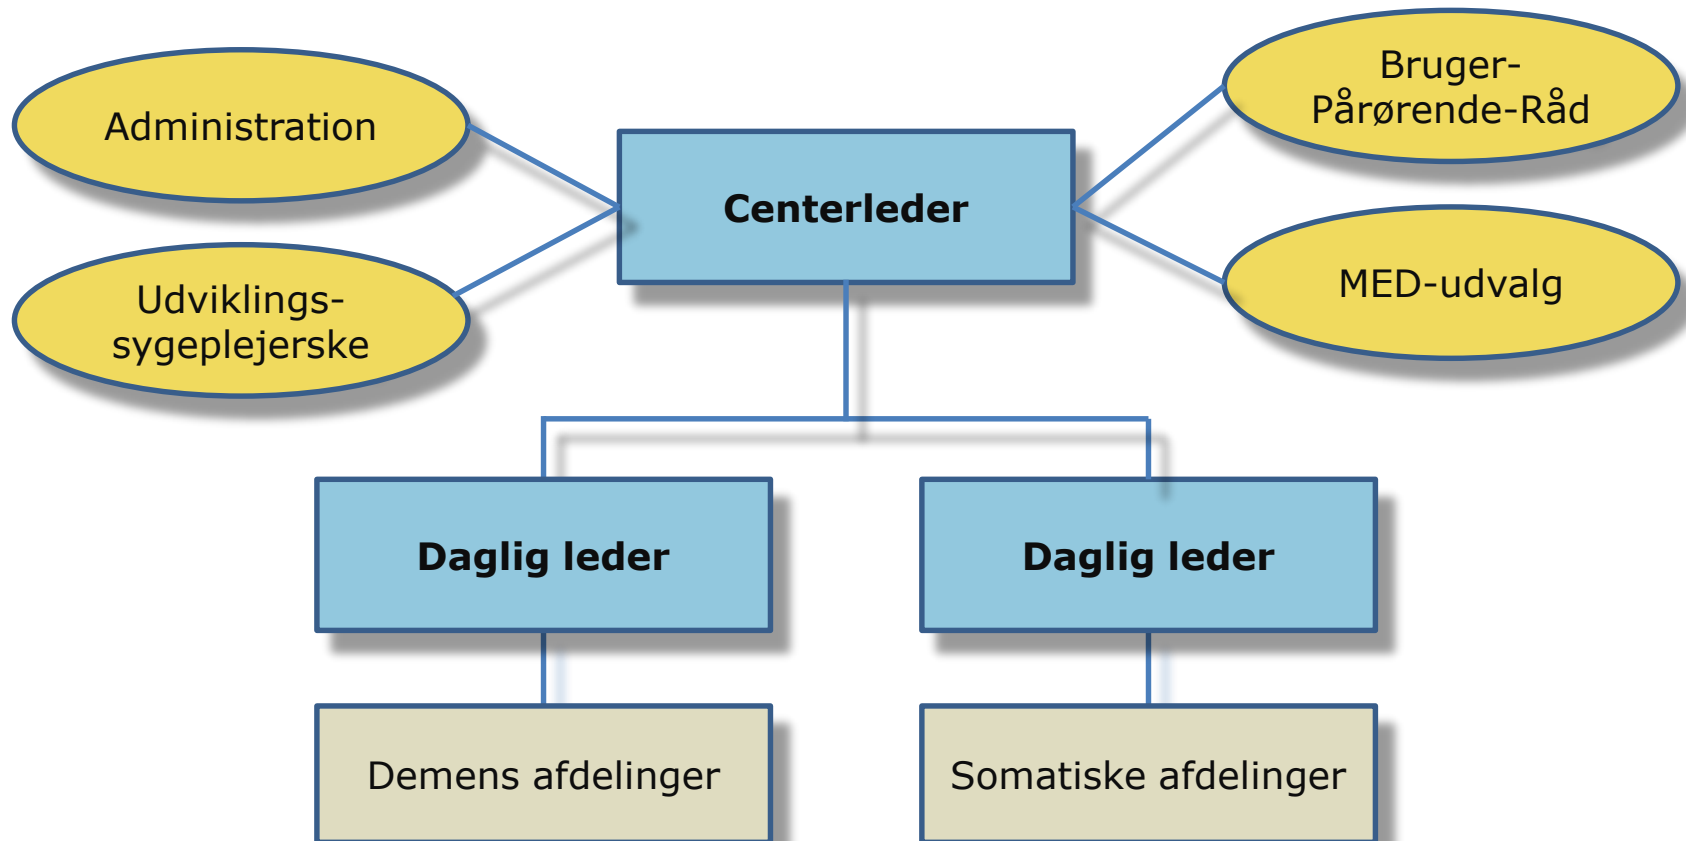 Administration
Udviklings-
sygeplejerske
Centerleder
Bruger-
Pårørende-Råd
MED-udvalg
Daglig leder
Daglig leder
Demens afdelinger
Somatiske afdelinger